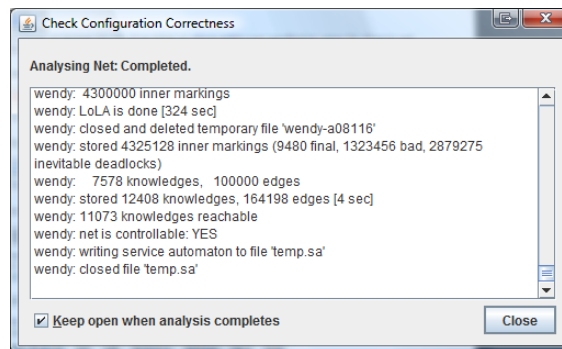 Check Configuration Correctness
Analysing Net: Completed.
wendy: 4300000 inner markings
wendy: LoLA is done [324 sec]
wendy: closed and deleted temporary file 'wendy-a08116'
wendy: stored 4325128 inner markings (9480 final, 1323456 bad, 2879275
inevitable deadlocks)
wendy: 7578 knowledges, 100000 edges
wendy: stored 12408 knowledges, 164198 edges [4 sec]
wendy: 11073 knowledges reachable
wendy: net is controllable: YES
wendy: writing service automaton to file 'temp.sa'
wendy: closed file 'temp.sa'
Keep open when analysis completes
Close